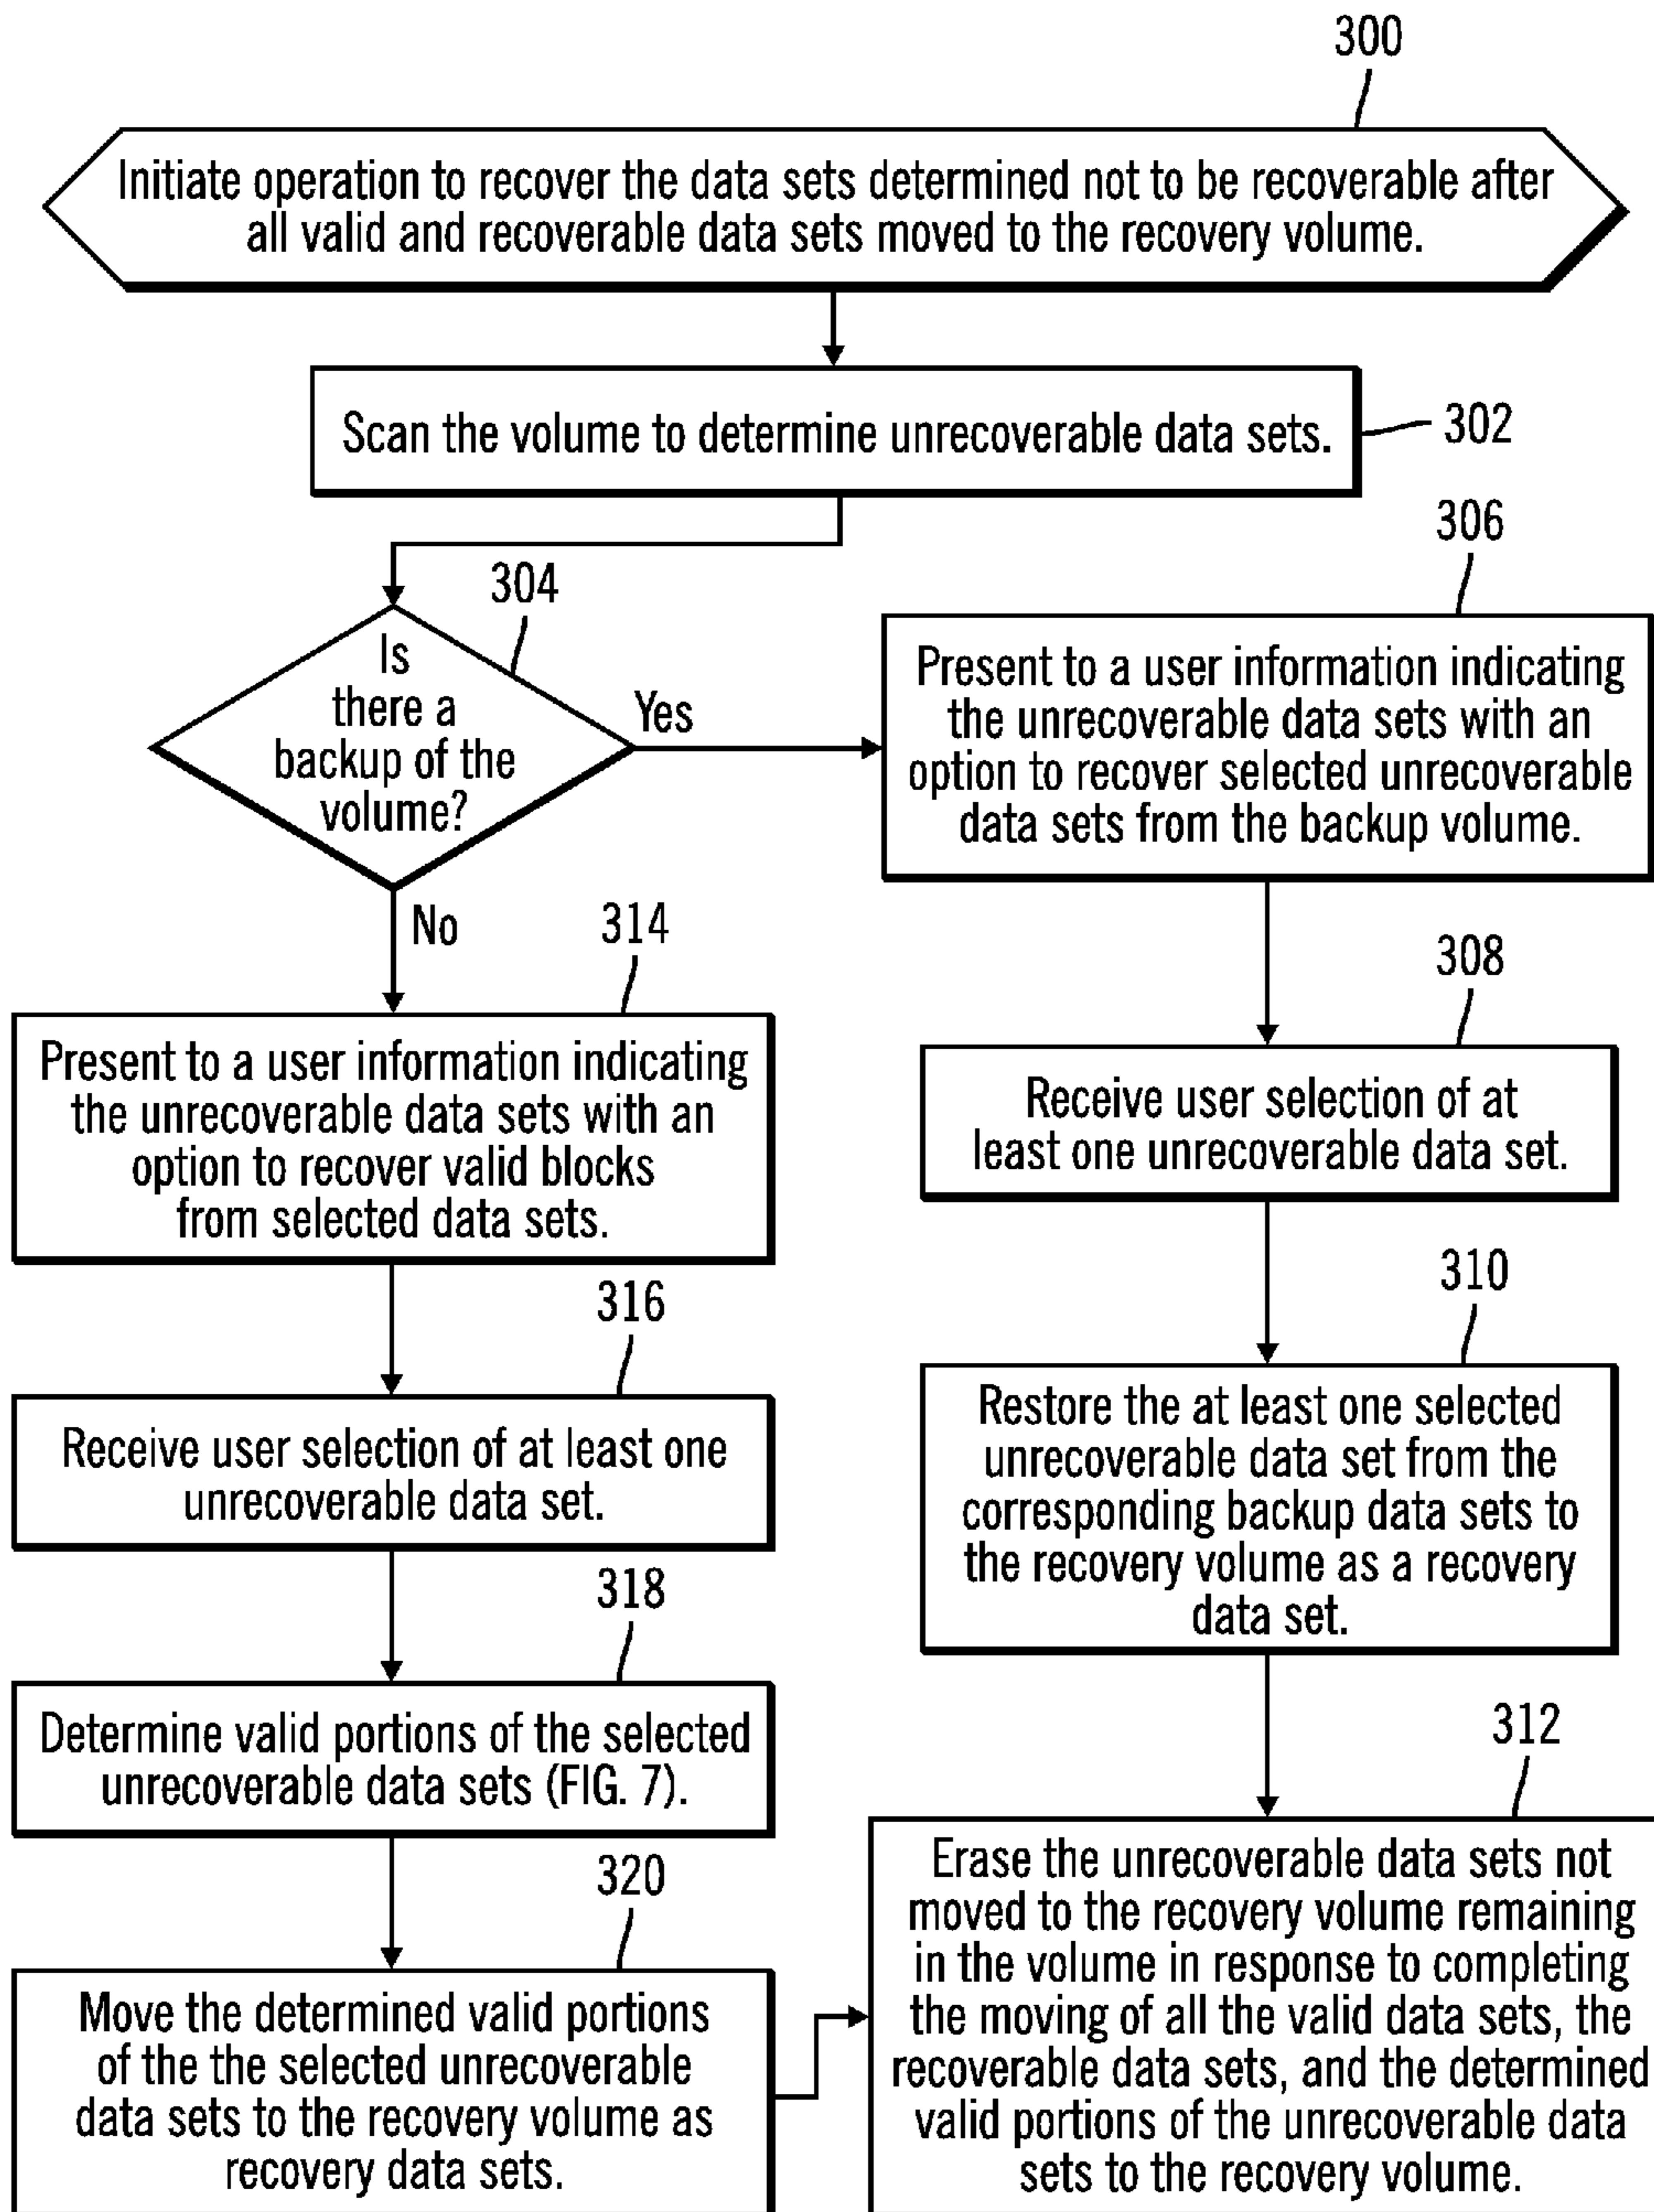 300
Initiate operation to recover the data sets determined not to be recoverable after
all valid and recoverable data sets moved to the recovery volume.
Scan the volume to determine unrecoverable data sets.
302
304
Is
there a
backup of the
volume?
Yes
No
306
Present to a user information indicating
the unrecoverable data sets with an
option to recover selected unrecoverable
data sets from the backup volume.
308
Receive user selection of at
least one unrecoverable data set.
310
Restore the at least one selected
unrecoverable data set from the
corresponding backup data sets to
the recovery volume as a recovery
data set.
312
Erase the unrecoverable data sets not
moved to the recovery volume remaining
in the volume in response to completing
the moving of all the valid data sets, the
recoverable data sets, and the determined
valid portions of the unrecoverable data
sets to the recovery volume.
314
Present to a user information indicating
the unrecoverable data sets with an
option to recover valid blocks
from selected data sets.
316
Receive user selection of at least one
unrecoverable data set.
318
Determine valid portions of the selected
unrecoverable data sets (FIG. 7).
320
Move the determined valid portions
of the the selected unrecoverable
data sets to the recovery volume as
recovery data sets.